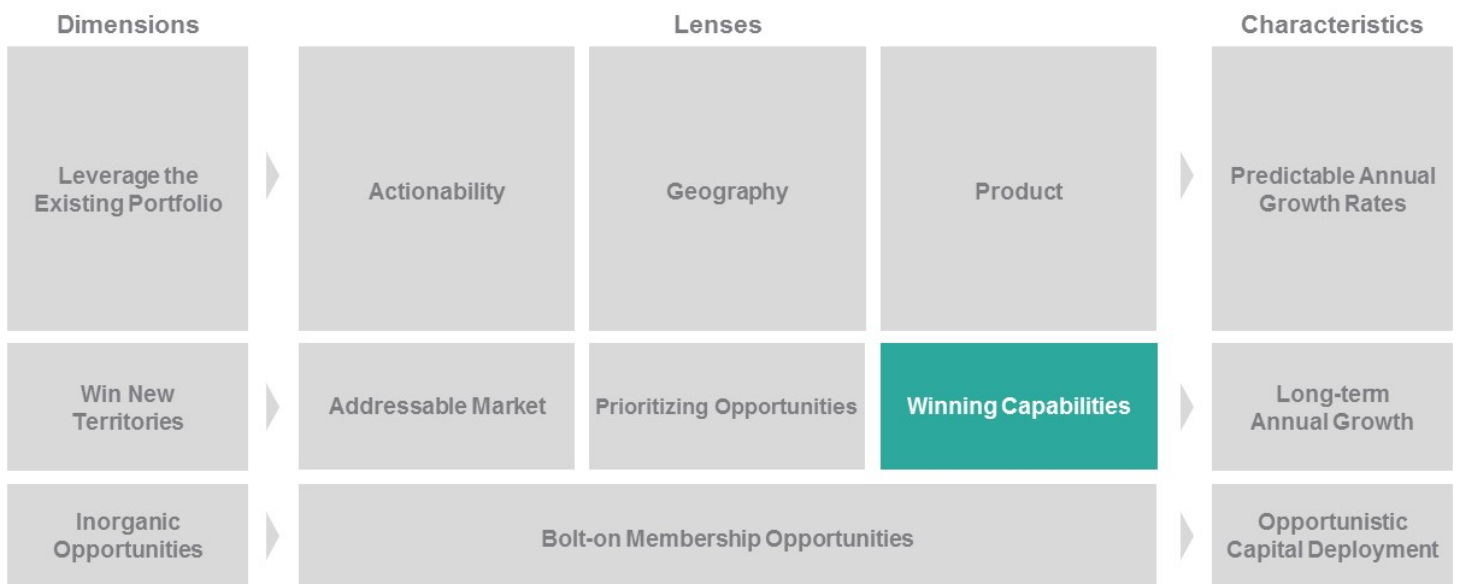 Dimensions
Lenses
Characteristics
Leverage the
Existing Portfolio
Actionability
Geography
Product
Predictable Annual
Growth Rates
Win New
Territories
Addressable Market
Prioritizing Opportunities
Winning Capabilities
Long-term
Annual Growth
Inorganic
Opportunities
Bolt-on Membership Opportunities
Opportunistic
Capital Deployment